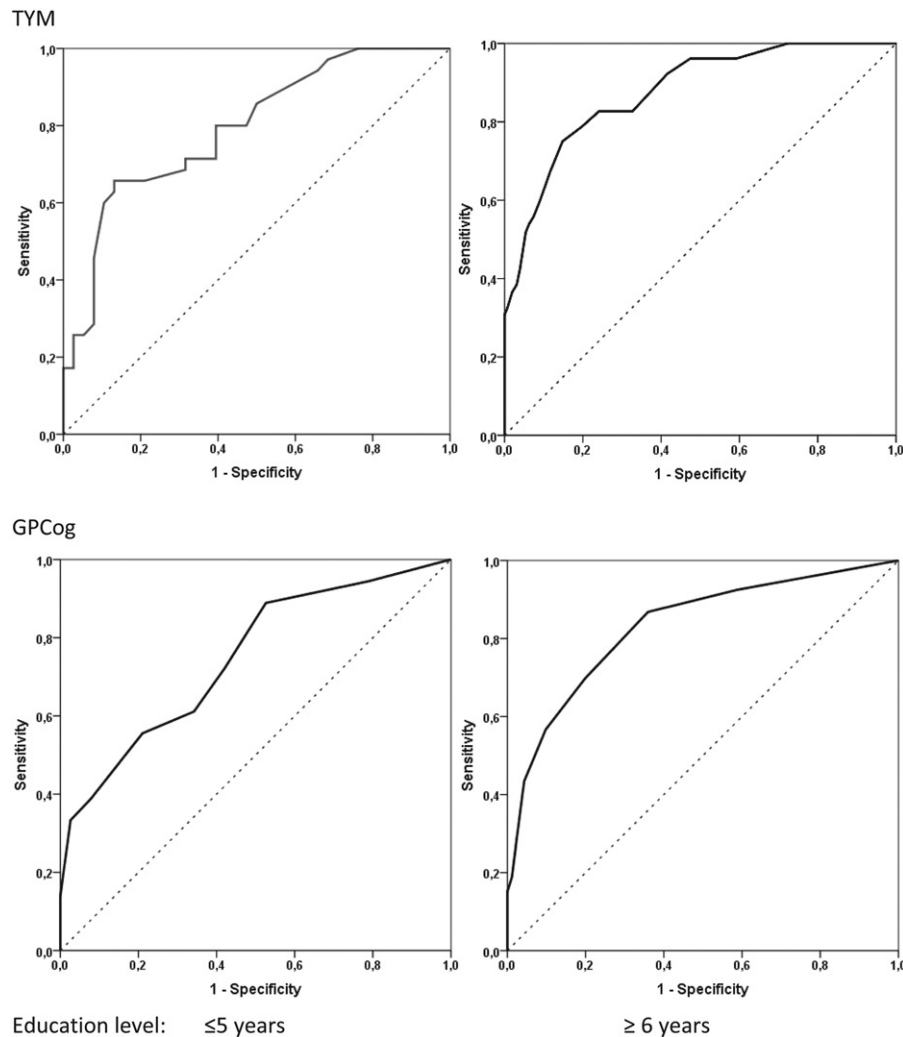 TYM
1,0 1,0
0,8 0,8
0,6 0,6
Sensitivity Sensitivity
0,4 0,4
0,2 0,2
0,0 0,0
0,0 0,2 0,4 0,6 0,8 1,0 0,0 0,2 0,4 0,6 0,8 1,0
1 - Specificity 1 - Specificity
GPCog
1,0 1,0
0,8 0,8
0,6 0,6
Sensitivity Sensitivity
0,4 0,4
0,2 0,2
0,0 0,0
0,0 0,2 0,4 0,6 0,8 1,0 0,0 0,2 0,4 0,6 0,8 1,0
1 - Specificity 1 - Specificity
Education level: ≤5 years ≥ 6 years